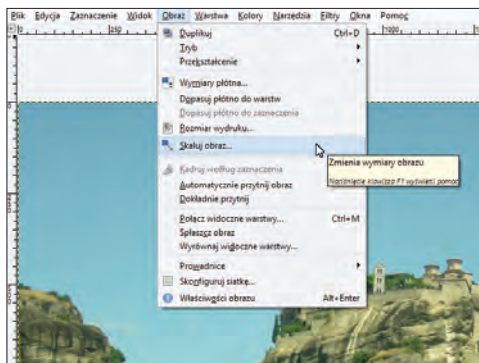 Plik Edycja Zaznaczenie Widok Obraz Warstwa Kolory Narzędzia Filtry Okna Pomoc
250
1000
Duplikuj Ctrl+D
Tryb
Przekształcenie
Wymiary płótna...
Dopasuj płótno do warstw
Dopasuj płótno do zaznaczenia
Rozmiar wydruku...
Skaluj obraz...
Zmienia wymiary obrazu
Naciśnięcie klawisza F1 wyświetli pomoc
Kadruj według zaznaczenia
Automatycznie przytnij obraz
Dokładnie przytnij
Połącz widoczne warstwy... Ctrl+M
Spłaszcz obraz
Wyrównaj widoczne warstwy...
Prowadnice
Skonfiguruj siatkę...
Właściwości obrazu Alt+Enter